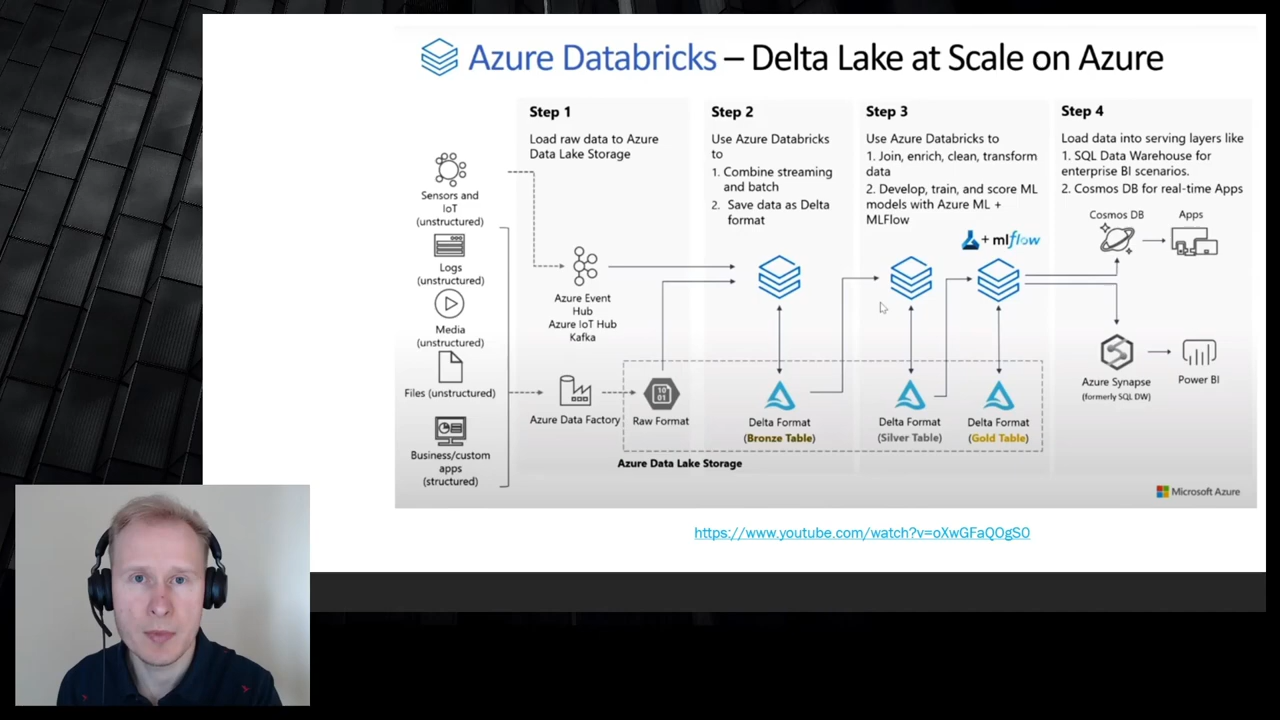 Azure Databricks – Delta Lake at Scale on Azure
Step 1
Load raw data to Azure
Data Lake Storage
Step 2
Use Azure Databricks
to
1. Combine streaming
and batch
2. Save data as Delta
format
Step 3
Use Azure Databricks to
1. Join, enrich, clean, transform
data
2. Develop, train, and score ML
models with Azure ML +
MLFlow
Step 4
Load data into serving layers like
1. SQL Data Warehouse for
enterprise BI scenarios.
2. Cosmos DB for real-time Apps
Sensors and
IoT
(unstructured)
Logs
(unstructured)
Media
(unstructured)
Files (unstructured)
Business/custom
apps
(structured)
Azure Event
Hub
Azure IoT Hub
Kafka
Azure Data Factory
10
01
Raw Format
Delta Format
(Bronze Table)
+ mlflow
Delta Format
(Silver Table)
Delta Format
(Gold Table)
Azure Data Lake Storage
Cosmos DB
Apps
Azure Synapse
(formerly SQL DW)
Power BI
Microsoft Azure
https://www.youtube.com/watch?v=oXwGFaQOgS0